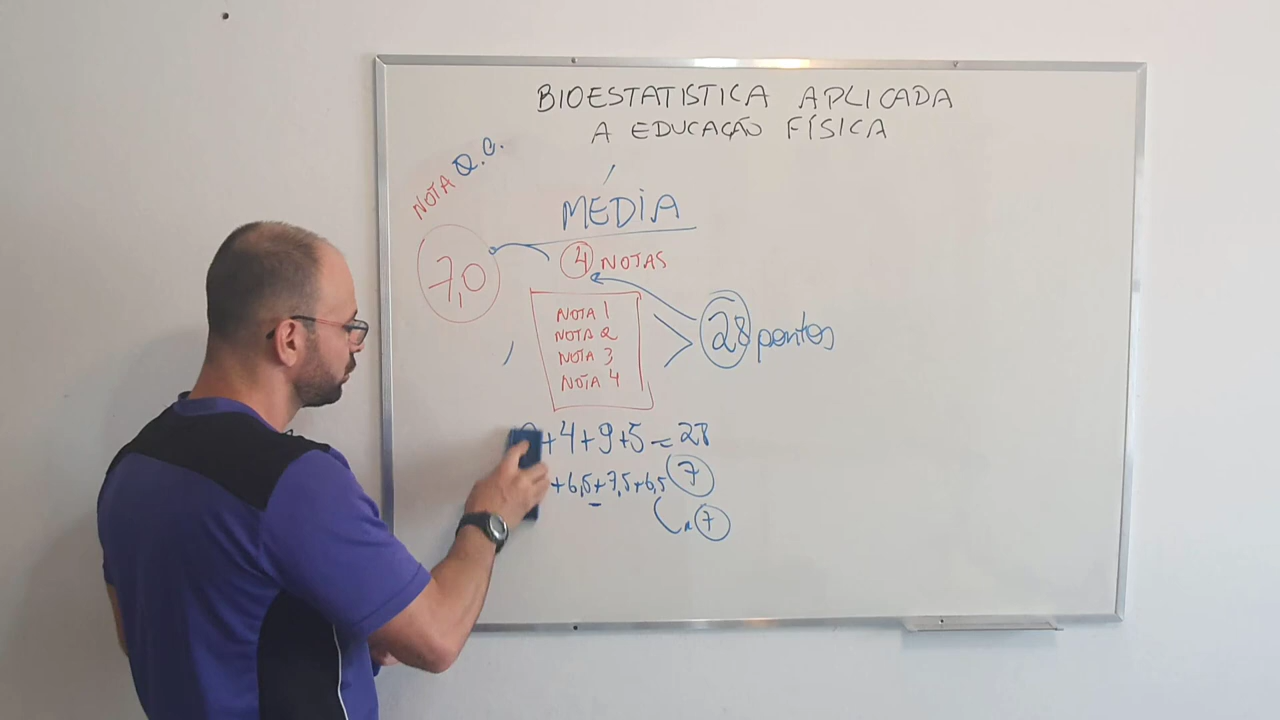 BIOESTATISTICA APLICADA
A EDUCAÇÃO FÍSICA
NOTA Q.C.
MÉDIA
7,0
4 NOTAS
NOTA 1
NOTA 2
NOTA 3
NOTA 4
28 pontos
+4+9+5=28
+6,5+7,5+6,5 7
7